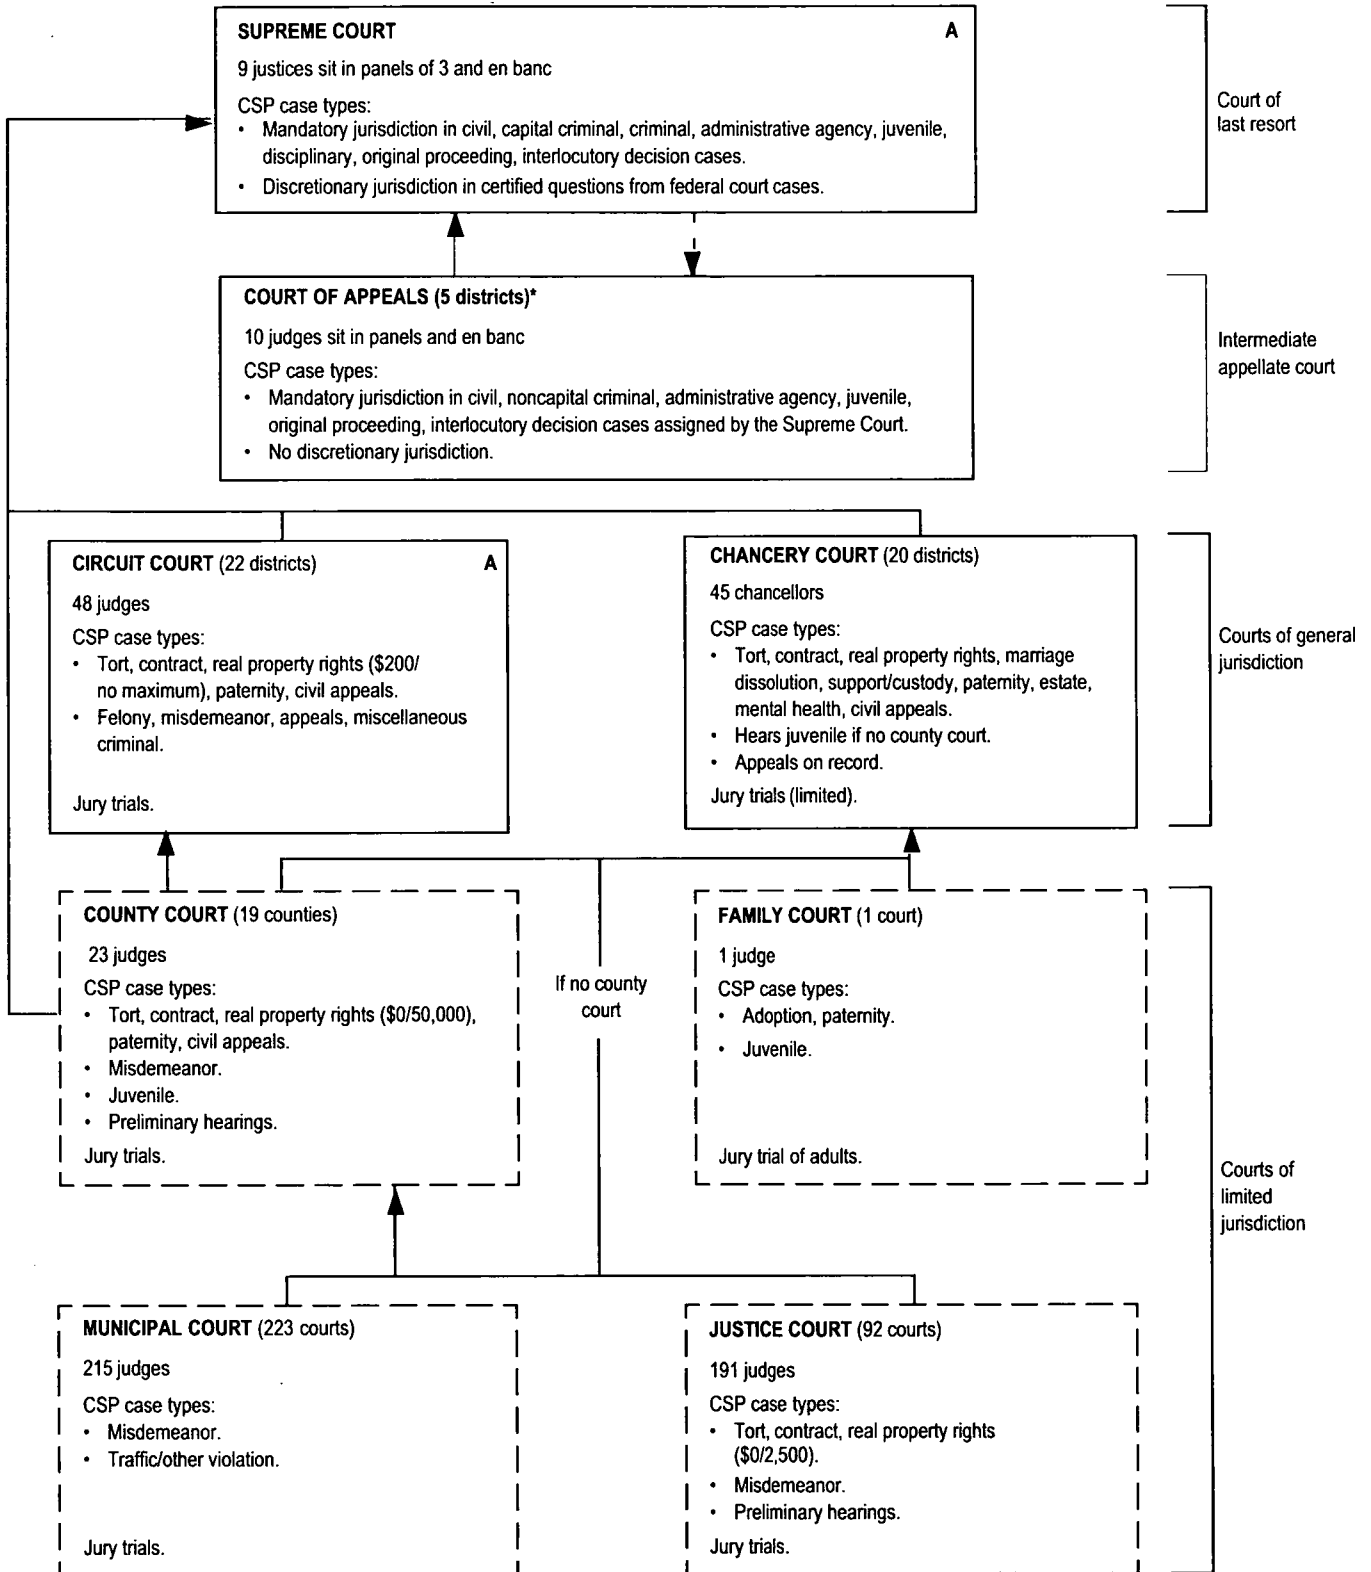 SUPREME COURT A
9 justices sit in panels of 3 and en banc
CSP case types:
• Mandatory jurisdiction in civil, capital criminal, criminal, administrative agency, juvenile,
disciplinary, original proceeding, interlocutory decision cases.
• Discretionary jurisdiction in certified questions from federal court cases.
Court of
last resort
COURT OF APPEALS (5 districts)*
10 judges sit in panels and en banc
CSP case types:
• Mandatory jurisdiction in civil, noncapital criminal, administrative agency, juvenile,
original proceeding, interlocutory decision cases assigned by the Supreme Court.
• No discretionary jurisdiction.
Intermediate
appellate court
CIRCUIT COURT (22 districts) A
48 judges
CSP case types:
• Tort, contract, real property rights ($200/
no maximum), paternity, civil appeals.
• Felony, misdemeanor, appeals, miscellaneous
criminal.
Jury trials.
CHANCERY COURT (20 districts)
45 chancellors
CSP case types:
• Tort, contract, real property rights, marriage
dissolution, support/custody, paternity, estate,
mental health, civil appeals.
• Hears juvenile if no county court.
• Appeals on record.
Jury trials (limited).
Courts of general
jurisdiction
COUNTY COURT (19 counties)
23 judges
CSP case types:
• Tort, contract, real property rights ($0/50,000),
paternity, civil appeals.
• Misdemeanor.
• Juvenile.
• Preliminary hearings.
Jury trials.
If no county
court
FAMILY COURT (1 court)
1 judge
CSP case types:
• Adoption, paternity.
• Juvenile.
Jury trial of adults.
Courts of
limited
jurisdiction
MUNICIPAL COURT (223 courts)
215 judges
CSP case types:
• Misdemeanor.
• Traffic/other violation.
Jury trials.
JUSTICE COURT (92 courts)
191 judges
CSP case types:
• Tort, contract, real property rights
($0/2,500).
• Misdemeanor.
• Preliminary hearings.
Jury trials.